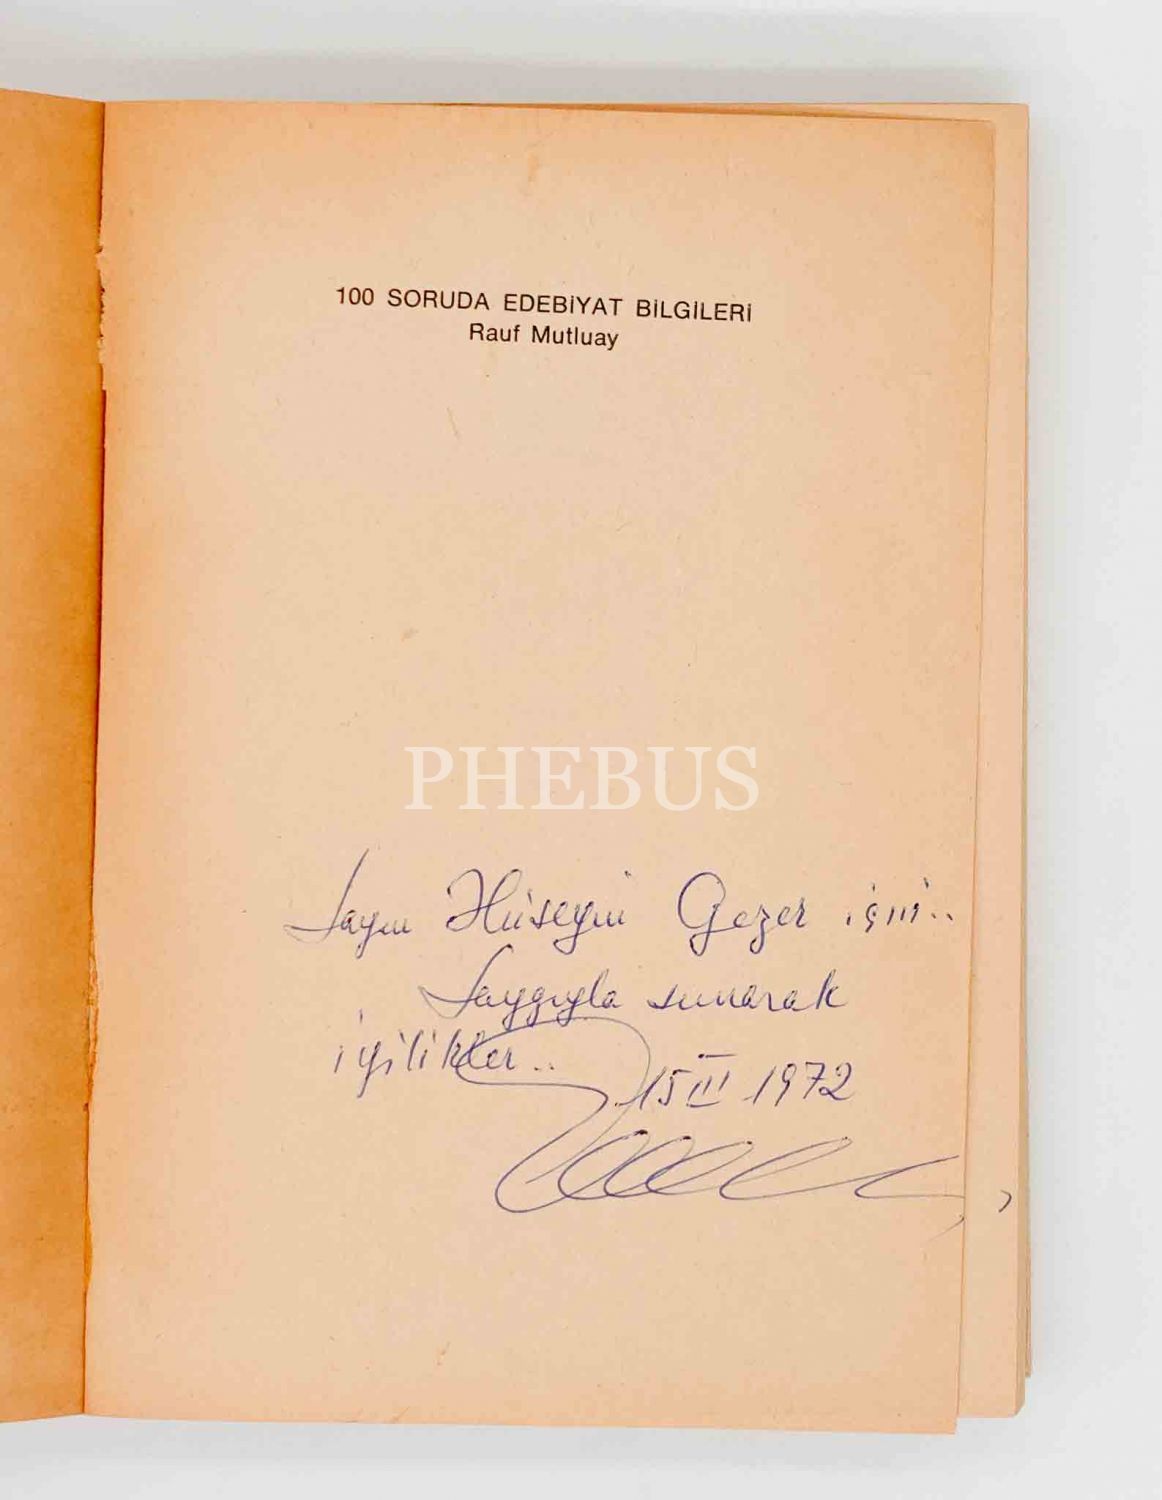 100 SORUDA EDEBİYAT BİLGİLERİ
Rauf Mutluay
PHEBUS
Sayın Hüseyin Gezer için..
Saygıyla sunarak
iyilikler..
15 III 1972